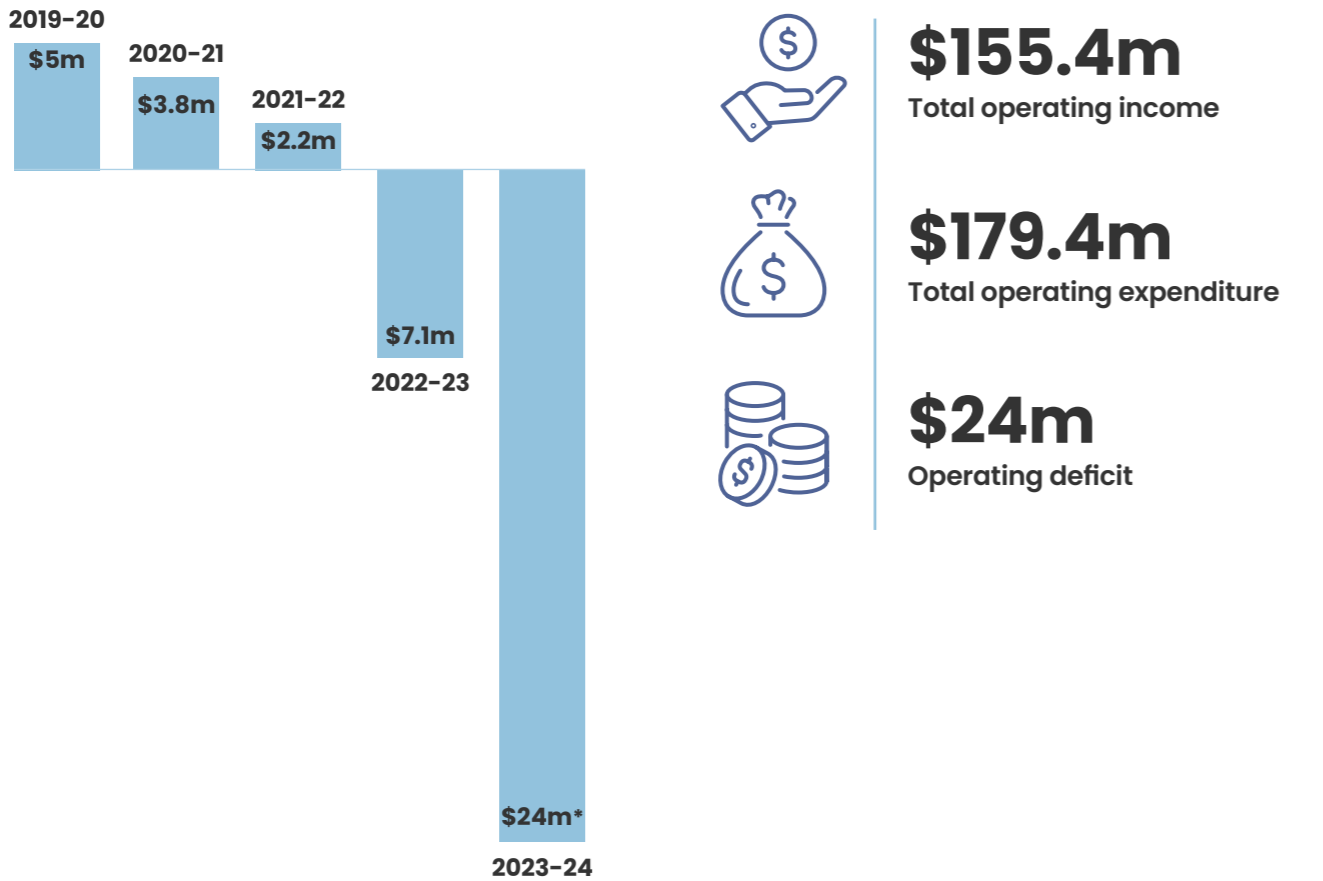 2019-20
$5m
2020-21
$3.8m
2021-22
$2.2m
$7.1m
2022-23
$24m*
2023-24
$
$155.4m
Total operating income
$
$179.4m
Total operating expenditure
$
$24m
Operating deficit